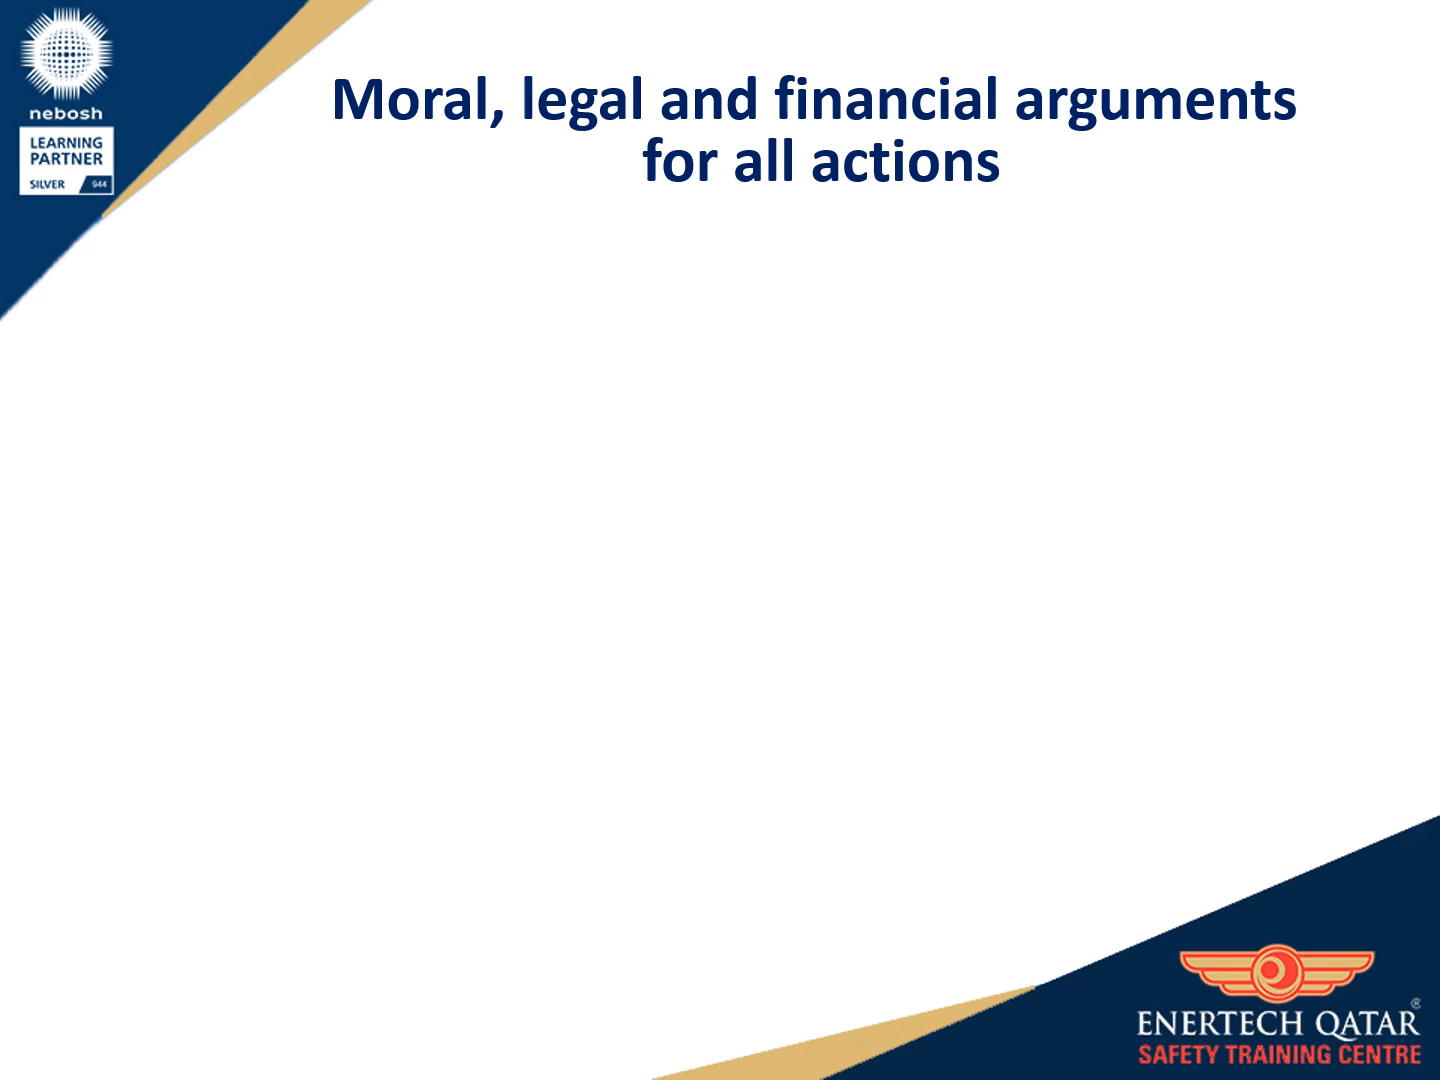 nebosh
LEARNING
PARTNER
SILVER 944
Moral, legal and financial arguments
for all actions
ENERTECH QATAR®
SAFETY TRAINING CENTRE